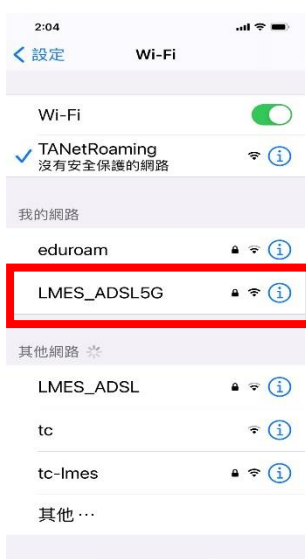 2:04
設定 Wi-Fi
Wi-Fi
TANetRoaming
沒有安全保護的網路
我的網路
eduroam
LMES_ADSL5G
其他網路
LMES_ADSL
tc
tc-lmes
其他…